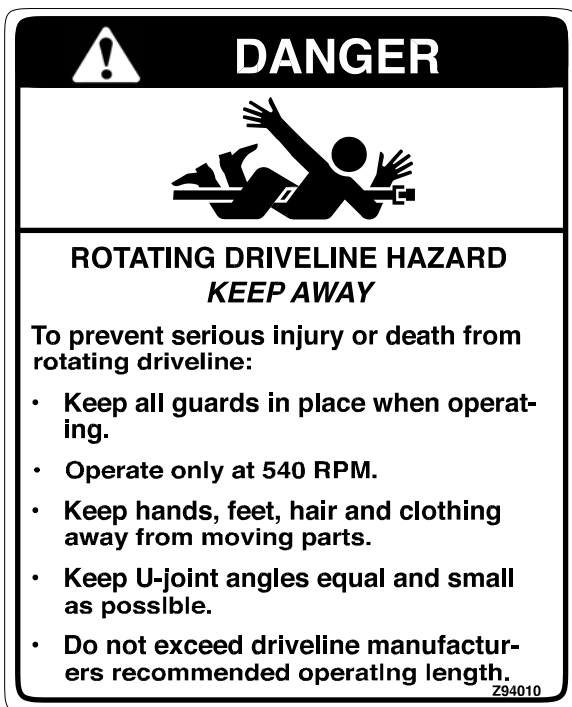 DANGER
ROTATING DRIVELINE HAZARD
KEEP AWAY
To prevent serious injury or death from
rotating driveline:
• Keep all guards in place when operat-
ing.
• Operate only at 540 RPM.
• Keep hands, feet, hair and clothing
away from moving parts.
• Keep U-joint angles equal and small
as possible.
• Do not exceed driveline manufactur-
ers recommended operating length.
Z94010